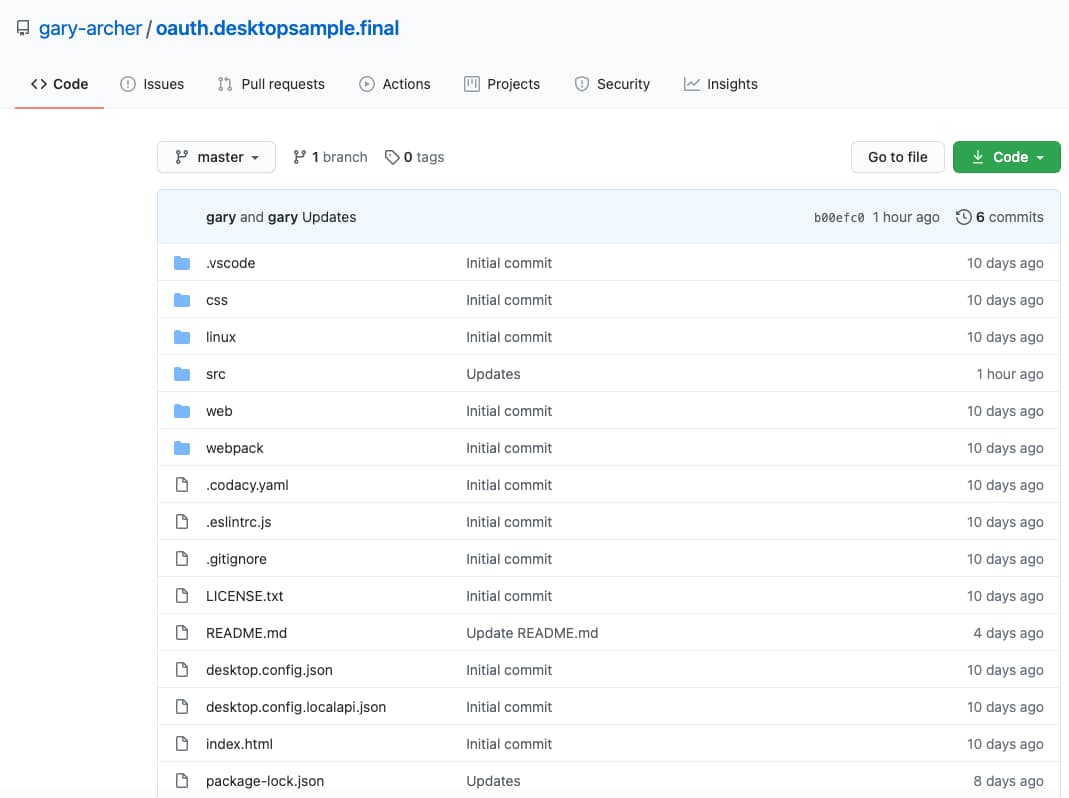 gary-archer / oauth.desktopsample.final
Code Issues Pull requests Actions Projects Security Insights
master 1 branch 0 tags Go to file Code
gary and gary Updates b00efc0 1 hour ago 6 commits
.vscode Initial commit 10 days ago
css Initial commit 10 days ago
linux Initial commit 10 days ago
src Updates 1 hour ago
web Initial commit 10 days ago
webpack Initial commit 10 days ago
.codacy.yaml Initial commit 10 days ago
.eslintrc.js Initial commit 10 days ago
.gitignore Initial commit 10 days ago
LICENSE.txt Initial commit 10 days ago
README.md Update README.md 4 days ago
desktop.config.json Initial commit 10 days ago
desktop.config.localapi.json Initial commit 10 days ago
index.html Initial commit 10 days ago
package-lock.json Updates 8 days ago